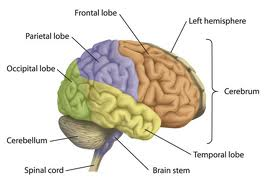 Frontal lobe
Left hemisphere
Parietal lobe
Occipital lobe
Cerebrum
Cerebellum
Temporal lobe
Spinal cord
Brain stem